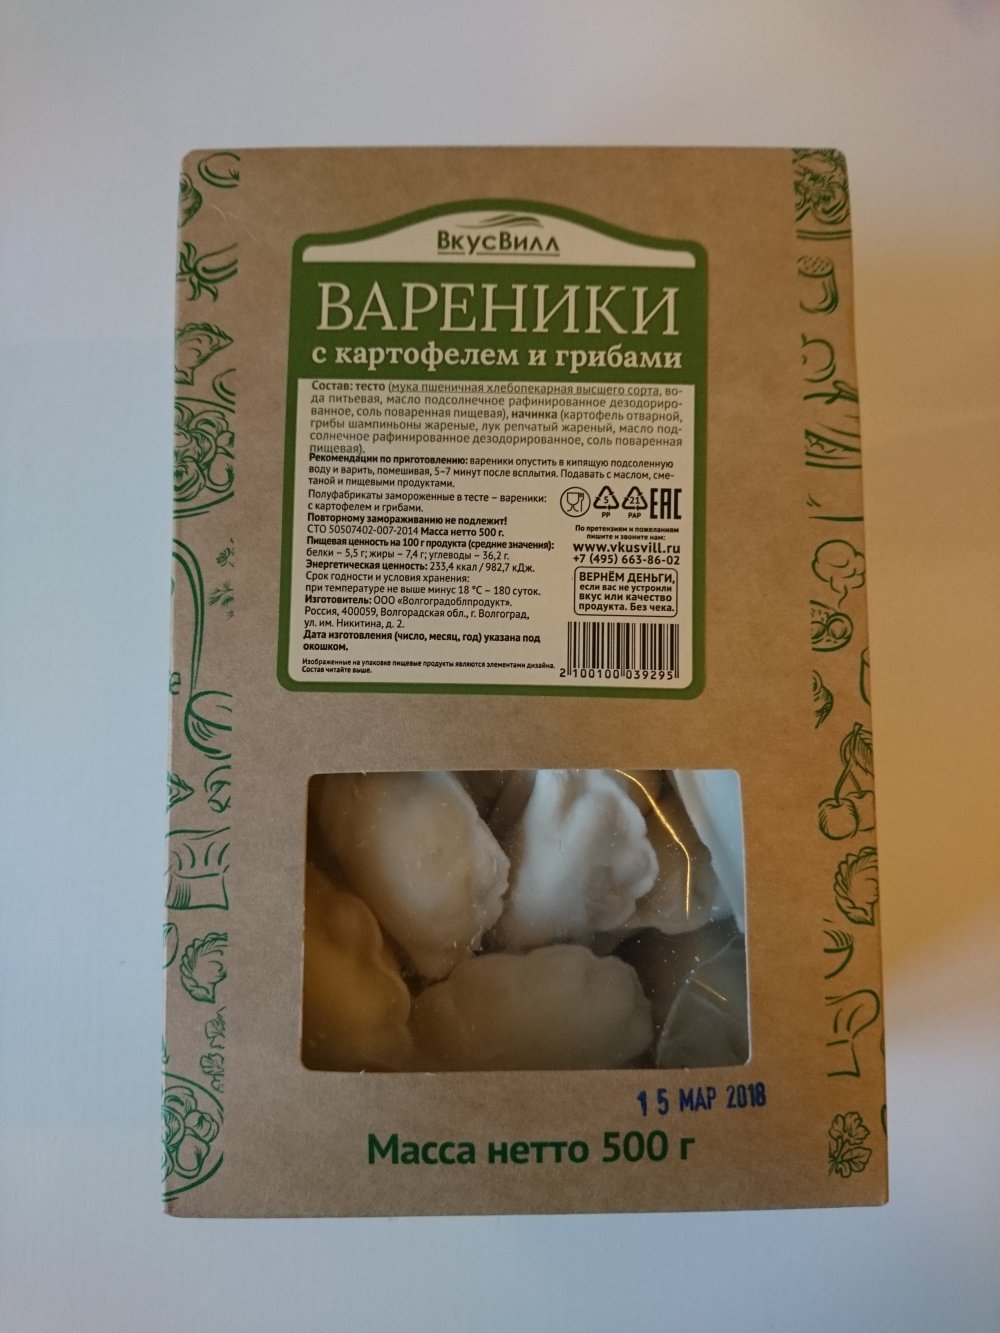 ВкусВилл
ВАРЕНИКИ
с картофелем и грибами
Состав: тесто (мука пшеничная хлебопекарная высшего сорта, во-
да питьевая, масло подсолнечное рафинированное дезодориро-
ванное, соль поваренная пищевая), начинка (картофель отварной,
грибы шампиньоны жареные, лук репчатый жареный, масло под-
солнечное рафинированное дезодорированное, соль поваренная
пищевая).
Рекомендации по приготовлению: вареники опустить в кипящую подсоленную
воду и варить, помешивая, 5–7 минут после всплытия. Подавать с маслом, сме-
таной и пищевыми продуктами.
Полуфабрикаты замороженные в тесте – вареники:
с картофелем и грибами.
Повторному замораживанию не подлежит!
СТО 50507402-007-2014 Масса нетто 500 г.
Пищевая ценность на 100 г продукта (средние значения):
белки – 5,5 г; жиры – 7,4 г; углеводы – 36,2 г.
Энергетическая ценность: 233,4 ккал / 982,7 кДж.
Срок годности и условия хранения:
при температуре не выше минус 18 °С – 180 суток.
Изготовитель: ООО «Волгоградоблпродукт».
Россия, 400059, Волгорадская обл., г. Волгоград,
ул. им. Никитина, д. 2.
Дата изготовления (число, месяц, год) указана под
окошком.
Изображенные на упаковке пищевые продукты являются элементами дизайна.
Состав читайте выше.
5
PP
21
PAP
EAC
По претензиям и пожеланиям
пишите и звоните нам:
www.vkusvill.ru
+7 (495) 663-86-02
ВЕРНЁМ ДЕНЬГИ,
если вас не устроили
вкус или качество
продукта. Без чека.
2 100100 039295
15 МАР 2018
Масса нетто 500 г